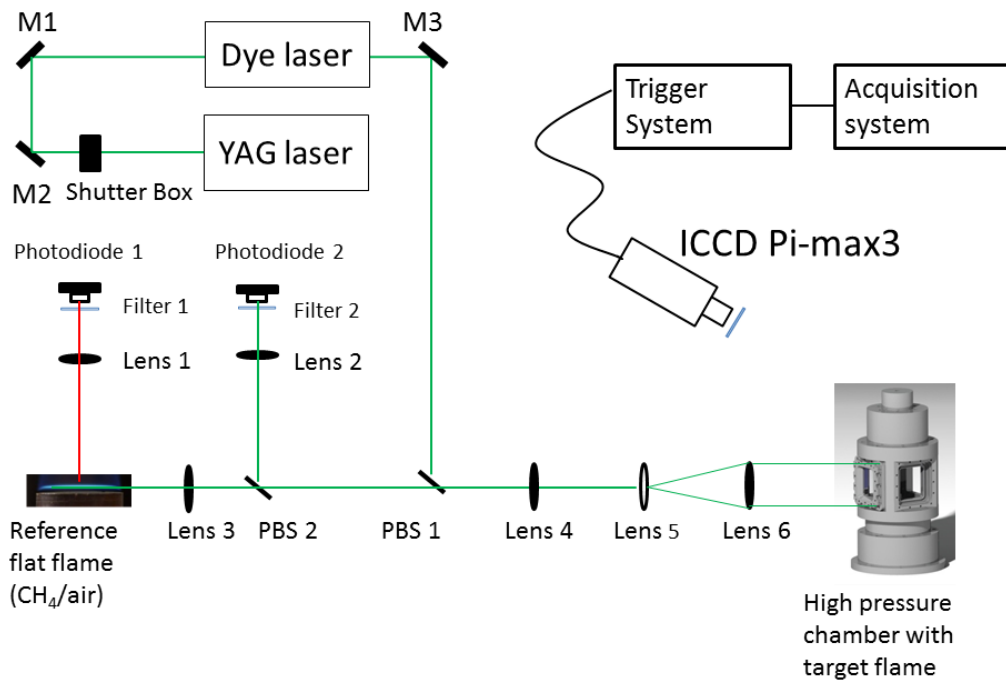 M1
M3
Dye laser
Trigger
System
Acquisition
system
YAG laser
M2
Shutter Box
Photodiode 1
Photodiode 2
ICCD Pi-max3
Filter 1
Filter 2
Lens 1
Lens 2
Lens 3
PBS 2
PBS 1
Lens 4
Lens 5
Lens 6
Reference
flat flame
(CH₄/air)
High pressure
chamber with
target flame